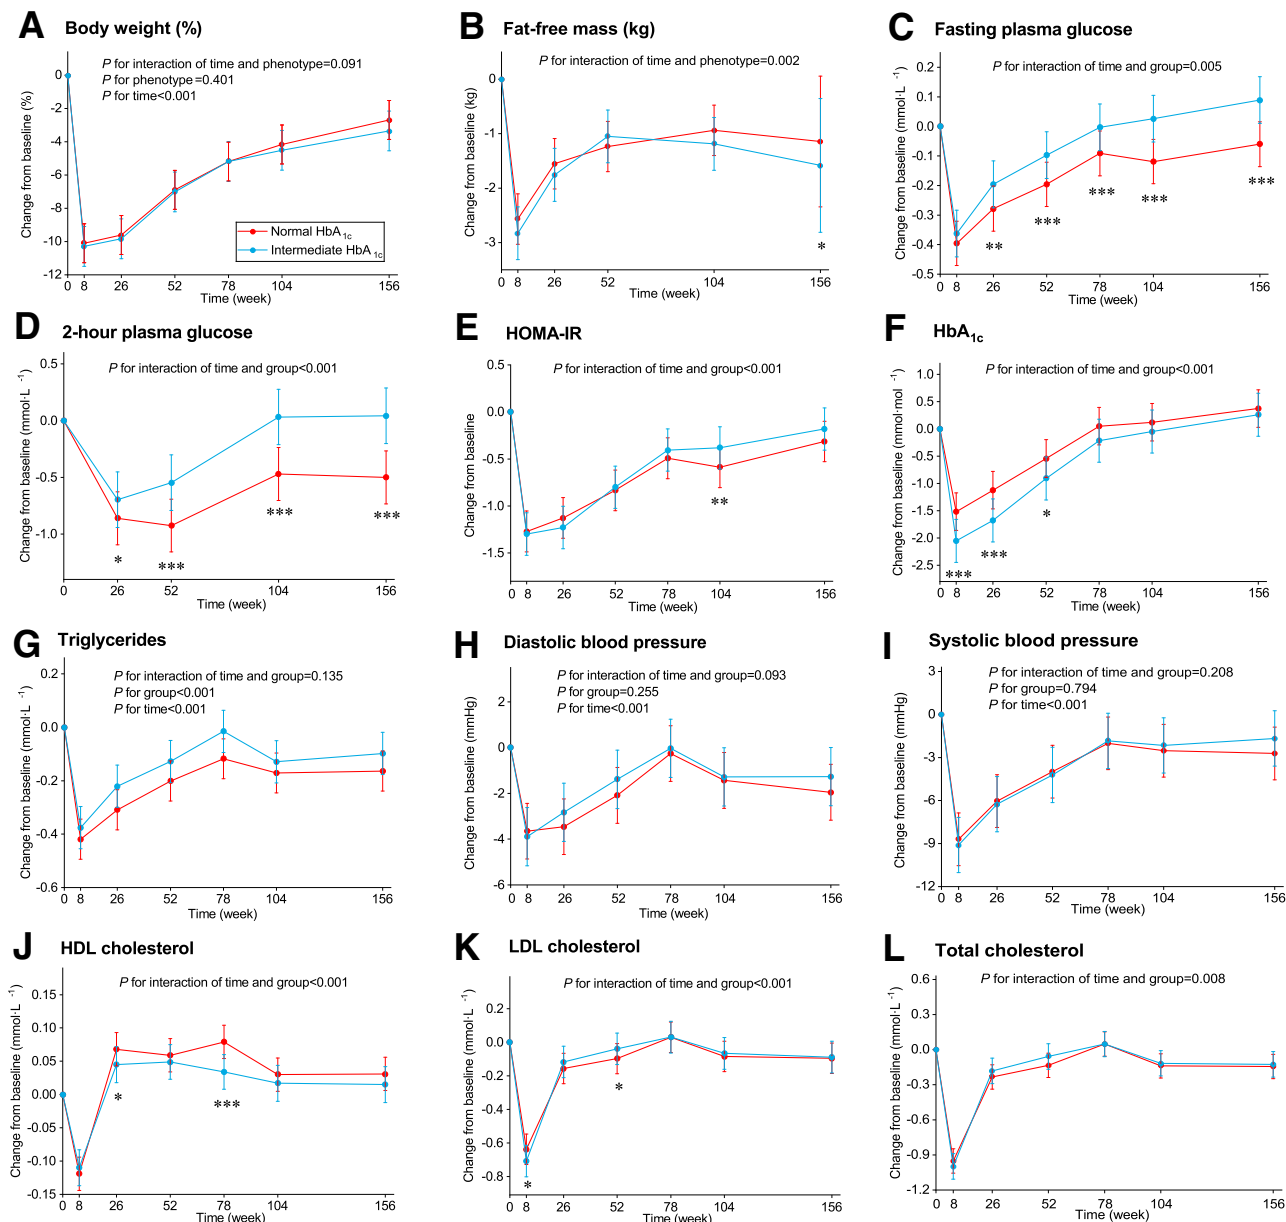 A Body weight (%)
P for interaction of time and phenotype=0.091
P for phenotype=0.401
P for time<0.001
Change from baseline (%)
0
-2
-4
-6
-8
-10
-12
Normal HbA1c
Intermediate HbA1c
0 8 26 52 78 104 156
Time (week)
B Fat-free mass (kg)
P for interaction of time and phenotype=0.002
Change from baseline (kg)
0
-1
-2
-3
*
0 8 26 52 104 156
Time (week)
C Fasting plasma glucose
P for interaction of time and group=0.005
Change from baseline (mmol·L-1)
0.0
-0.1
-0.2
-0.3
-0.4
-0.5
** *** *** *** ***
0 8 26 52 78 104 156
Time (week)
D 2-hour plasma glucose
P for interaction of time and group<0.001
Change from baseline (mmol·L-1)
0.5
0.0
-0.5
-1.0
* *** *** ***
0 26 52 104 156
Time (week)
E HOMA-IR
P for interaction of time and group<0.001
Change from baseline
0.5
0.0
-0.5
-1.0
-1.5
**
0 8 26 52 78 104 156
Time (week)
F HbA1c
P for interaction of time and group<0.001
Change from baseline (mmol·mol-1)
1.0
0.5
0.0
-0.5
-1.0
-1.5
-2.0
-2.5
*** *** *
0 8 26 52 78 104 156
Time (week)
G Triglycerides
P for interaction of time and group=0.135
P for group<0.001
P for time<0.001
Change from baseline (mmol·L-1)
0.2
0.0
-0.2
-0.4
-0.6
0 8 26 52 78 104 156
Time (week)
H Diastolic blood pressure
P for interaction of time and group=0.093
P for group=0.255
P for time<0.001
Change from baseline (mmHg)
2
0
-2
-4
-6
0 8 26 52 78 104 156
Time (week)
I Systolic blood pressure
P for interaction of time and group=0.208
P for group=0.794
P for time<0.001
Change from baseline (mmHg)
3
0
-3
-6
-9
-12
0 8 26 52 78 104 156
Time (week)
J HDL cholesterol
P for interaction of time and group<0.001
Change from baseline (mmol·L-1)
0.15
0.10
0.05
0.00
-0.05
-0.10
-0.15
* ***
0 8 26 52 78 104 156
Time (week)
K LDL cholesterol
P for interaction of time and group<0.001
Change from baseline (mmol·L-1)
0.2
0.0
-0.2
-0.4
-0.6
-0.8
* *
0 8 26 52 78 104 156
Time (week)
L Total cholesterol
P for interaction of time and group=0.008
Change from baseline (mmol·L-1)
0.6
0.3
0.0
-0.3
-0.6
-0.9
-1.2
0 8 26 52 78 104 156
Time (week)